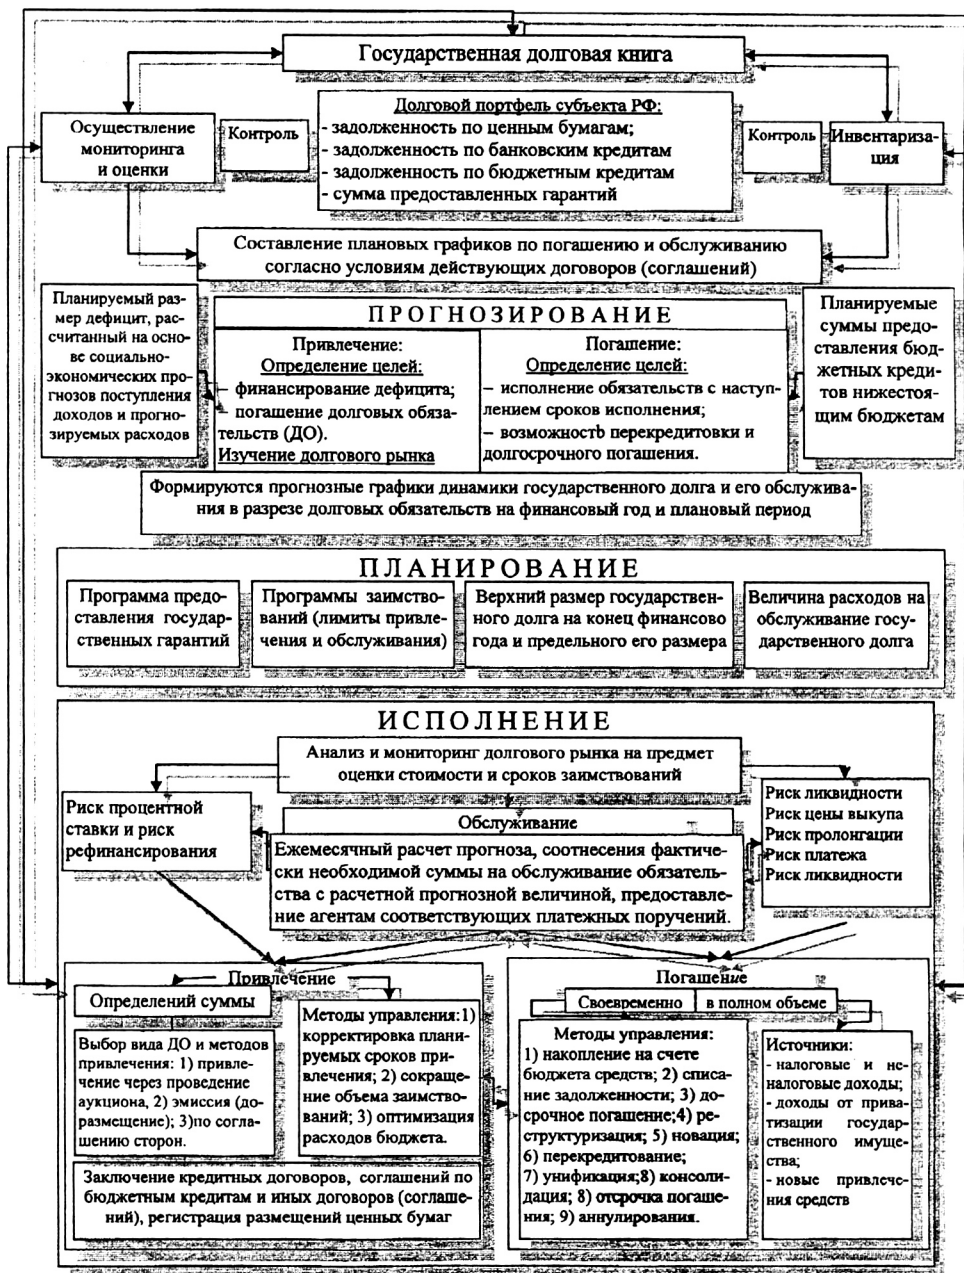 Государственная долговая книга
Осуществление
мониторинга
и оценки
Контроль
Долговой портфель субъекта РФ:
- задолженность по ценным бумагам;
- задолженность по банковским кредитам
- задолженность по бюджетным кредитам
- сумма предоставленных гарантий
Контроль
Инвентариза-
ция
Составление плановых графиков по погашению и обслуживанию
согласно условиям действующих договоров (соглашений)
Планируемый раз-
мер дефицит, рас-
считанный на осно-
ве социально-
экономических про-
гнозов поступления
доходов и прогно-
зируемых расходов
ПРОГНОЗИРОВАНИЕ
Привлечение:
Определение целей:
– финансирование дефицита;
– погашение долговых обяза-
тельств (ДО).
Изучение долгового рынка
Погашение:
Определение целей:
– исполнение обязательств с насту-
плением сроков исполнения;
– возможность перекредитовки и
долгосрочного погашения.
Планируемые
суммы предо-
ставления бюд-
жетных креди-
тов нижестоя-
щим бюджетам
Формируются прогнозные графики динамики государственного долга и его обслужива-
ния в разрезе долговых обязательств на финансовый год и плановый период
ПЛАНИРОВАНИЕ
Программа предо-
ставления государ-
ственных гарантий
Программы заимство-
ваний (лимиты привле-
чения и обслуживания)
Верхний размер государствен-
ного долга на конец финансово
года и предельного его размера
Величина расходов на
обслуживание госу-
дарственного долга
ИСПОЛНЕНИЕ
Анализ и мониторинг долгового рынка на предмет
оценки стоимости и сроков заимствований
Риск процентной
ставки и риск
рефинансирования
Обслуживание
Ежемесячный расчет прогноза, соотнесения фактиче-
ски необходимой суммы на обслуживание обязатель-
ства с расчетной прогнозной величиной, предоставле-
ние агентам соответствующих платежных поручений.
Риск ликвидности
Риск цены выкупа
Риск пролонгации
Риск платежа
Риск ликвидности
Привлечение
Определений суммы
Выбор вида ДО и методов
привлечения: 1) привле-
чение через проведение
аукциона, 2) эмиссия (до-
размещение); 3)по согла-
шению сторон.
Методы управления:1)
корректировка плани-
руемых сроков при-
влечения; 2) сокраще-
ние объема заимство-
ваний; 3) оптимизация
расходов бюджета.
Заключение кредитных договоров, соглашений по
бюджетным кредитам и иных договоров (соглаше-
ний), регистрация размещений ценных бумаг
Погашение
Своевременно
в полном объеме
Методы управления:
1) накопление на счете
бюджета средств; 2) списа-
ние задолженности; 3) до-
срочное погашение;4) ре-
структуризация; 5) новация;
6) перекредитование;
7) унификация;8) консоли-
дация; 8) отсрочка погаше-
ния; 9) аннулирования.
Источники:
- налоговые и не-
налоговые доходы;
- доходы от прива-
тизации государ-
ственного имуще-
ства;
- новые привлече-
ния средств